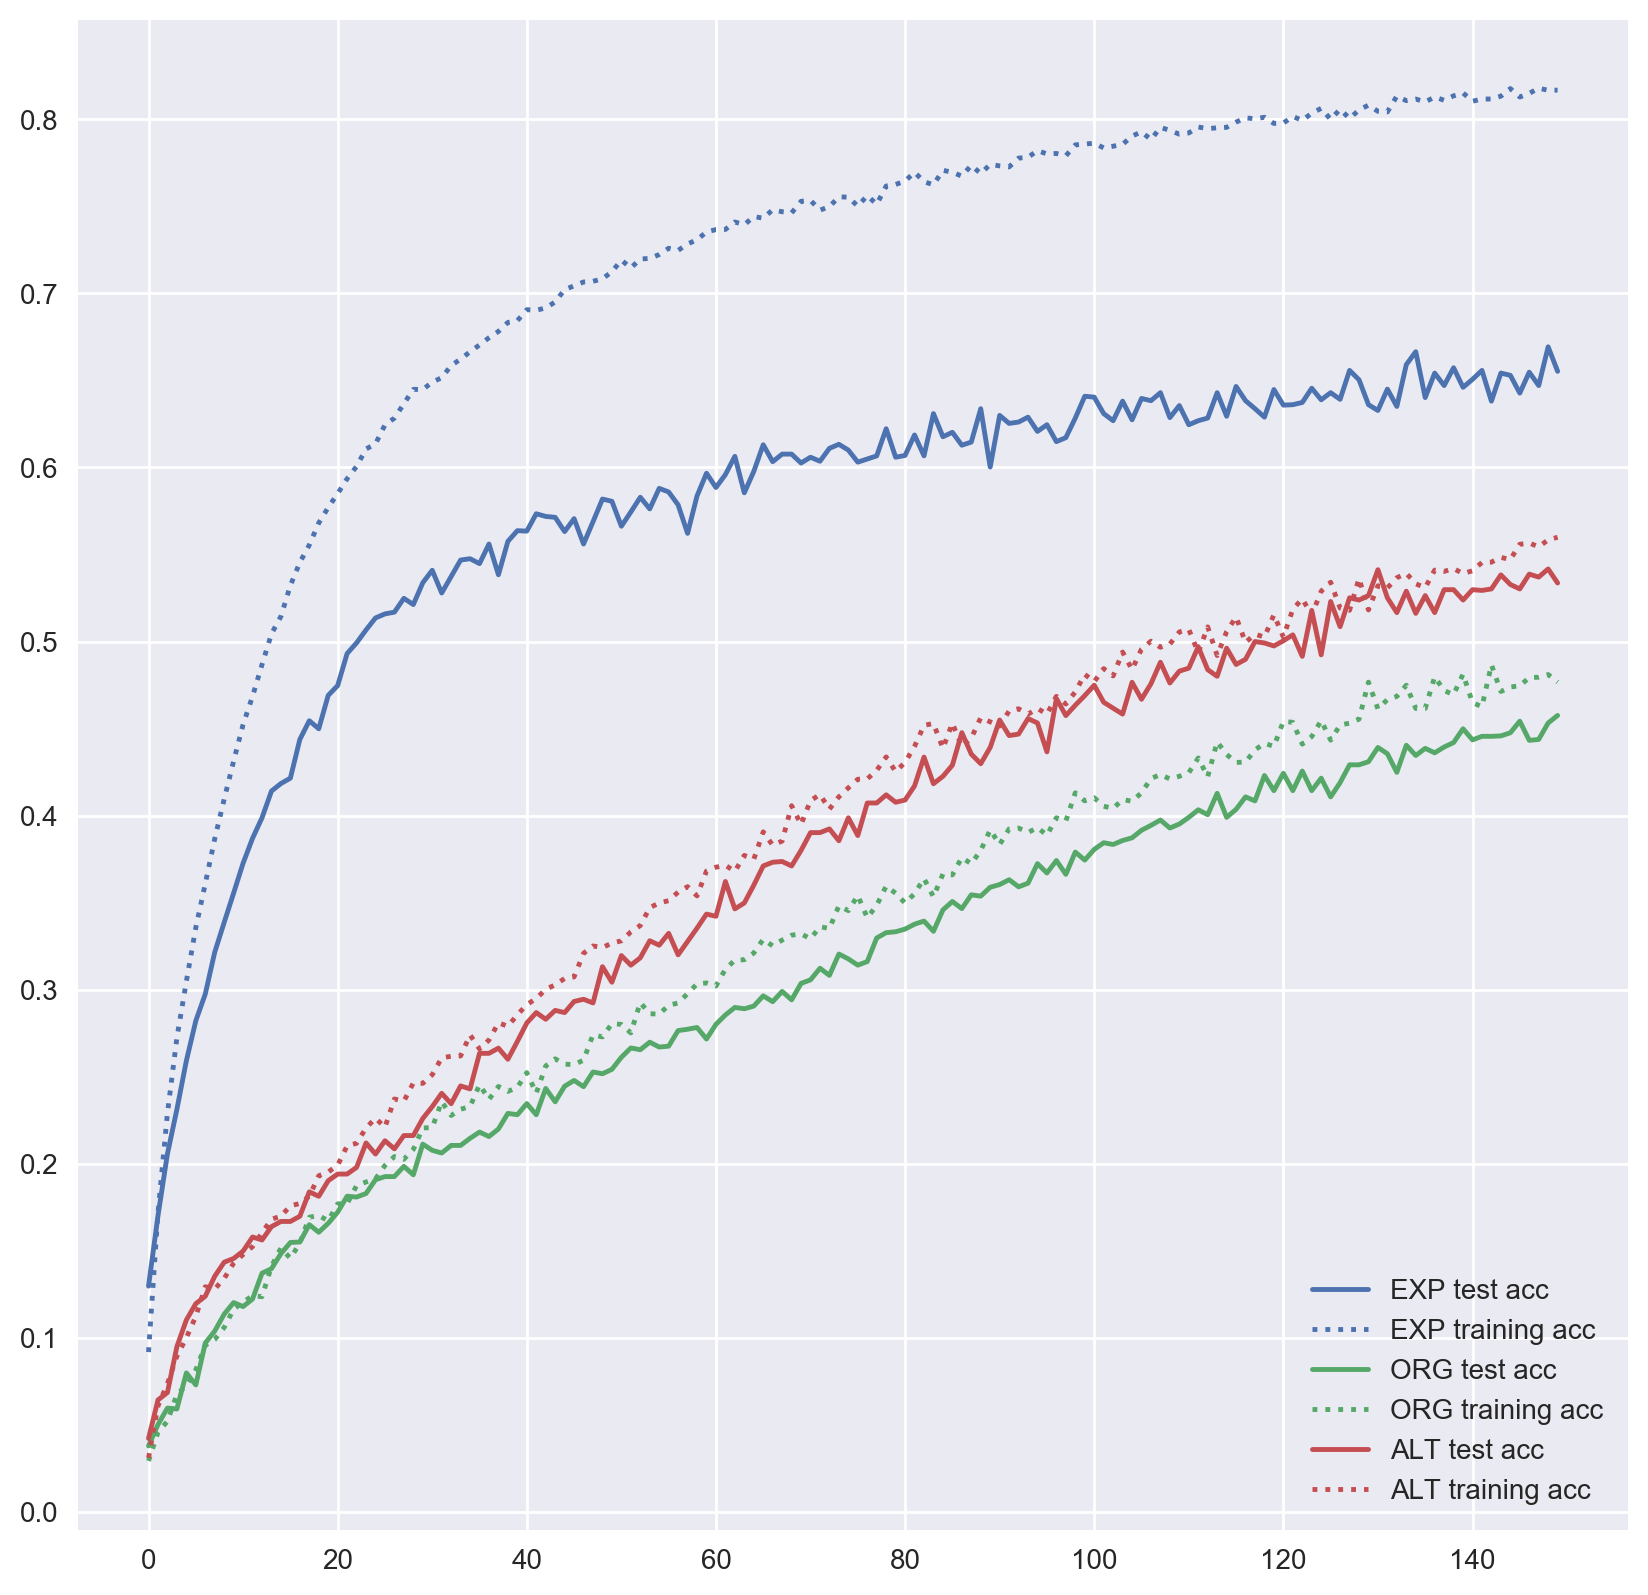 0.8
0.7
0.6
0.5
0.4
0.3
0.2
0.1
0.0
EXP test acc
EXP training acc
ORG test acc
ORG training acc
ALT test acc
ALT training acc
0 20 40 60 80 100 120 140